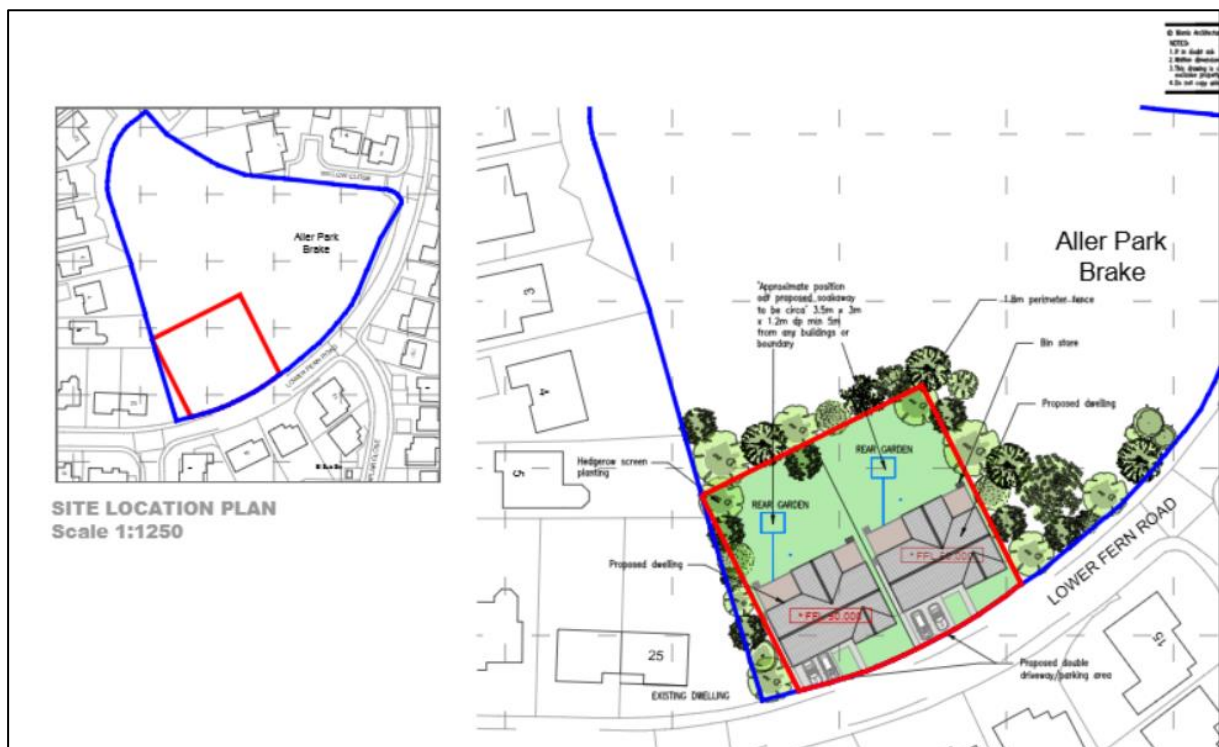 NOTES:
Aller Park
Brake
LOWER FERN ROAD
SITE LOCATION PLAN
Scale 1:1250
Aller Park
Brake
"Approximate position
odf proposed soakaway
to be circa" 3.5m x 3m
x 1.2m dp min 5m
from any buildings or
boundary
1.8m perimeter fence
Bin store
Proposed dwelling
3
4
5
Hedgerow screen
planting
REAR GARDEN
REAR GARDEN
Proposed dwelling
LOWER FERN ROAD
25
EXISTING DWELLING
15
Proposed double
driveway/parking area